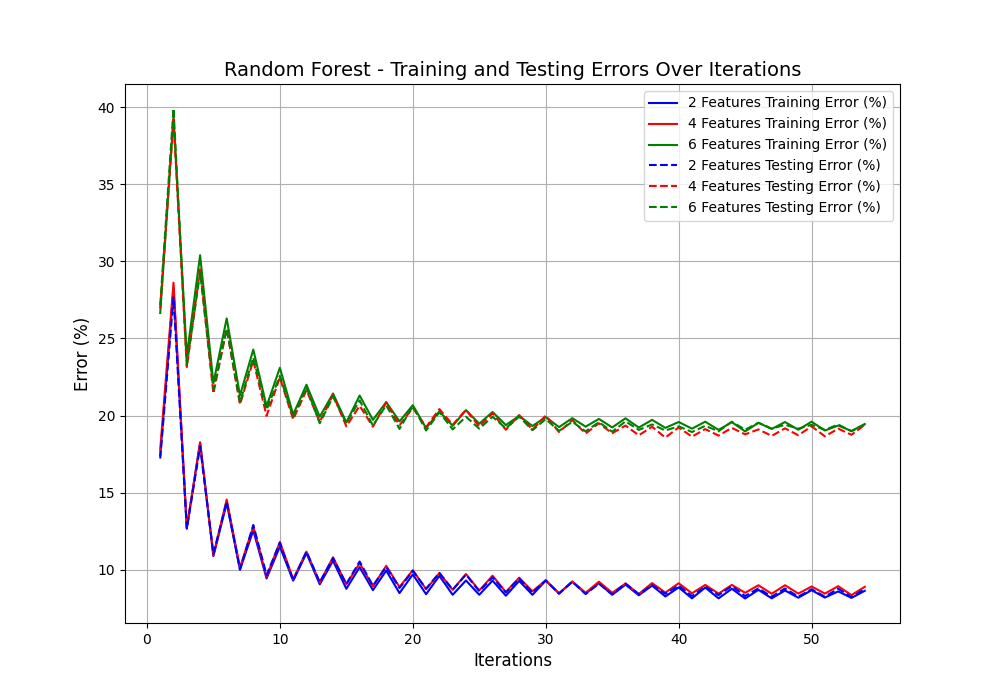 Random Forest - Training and Testing Errors Over Iterations
2 Features Training Error (%)
4 Features Training Error (%)
6 Features Training Error (%)
2 Features Testing Error (%)
4 Features Testing Error (%)
6 Features Testing Error (%)
Error (%)
40
35
30
25
20
15
10
0 10 20 30 40 50
Iterations